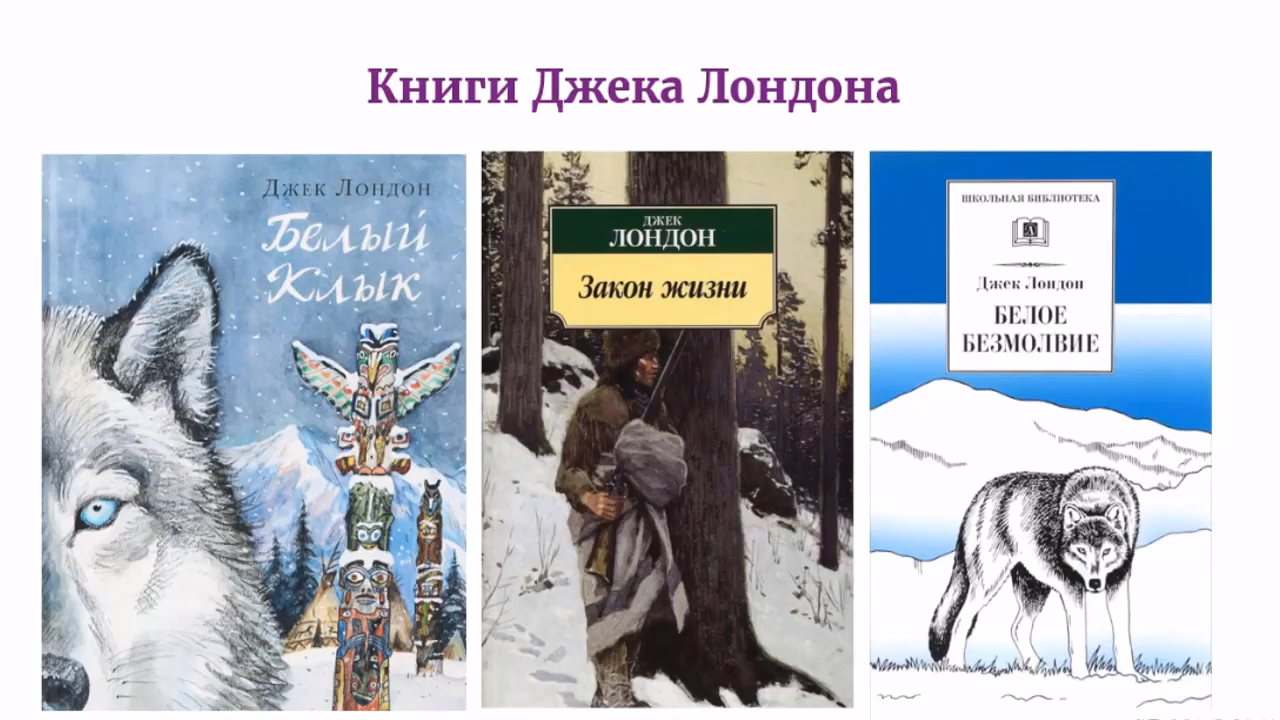 Книги Джека Лондона
Джек Лондон
Белый
Клык
ДЖЕК
ЛОНДОН
Закон жизни
ШКОЛЬНАЯ БИБЛИОТЕКА
Джек Лондон
БЕЛОЕ
БЕЗМОЛВИЕ